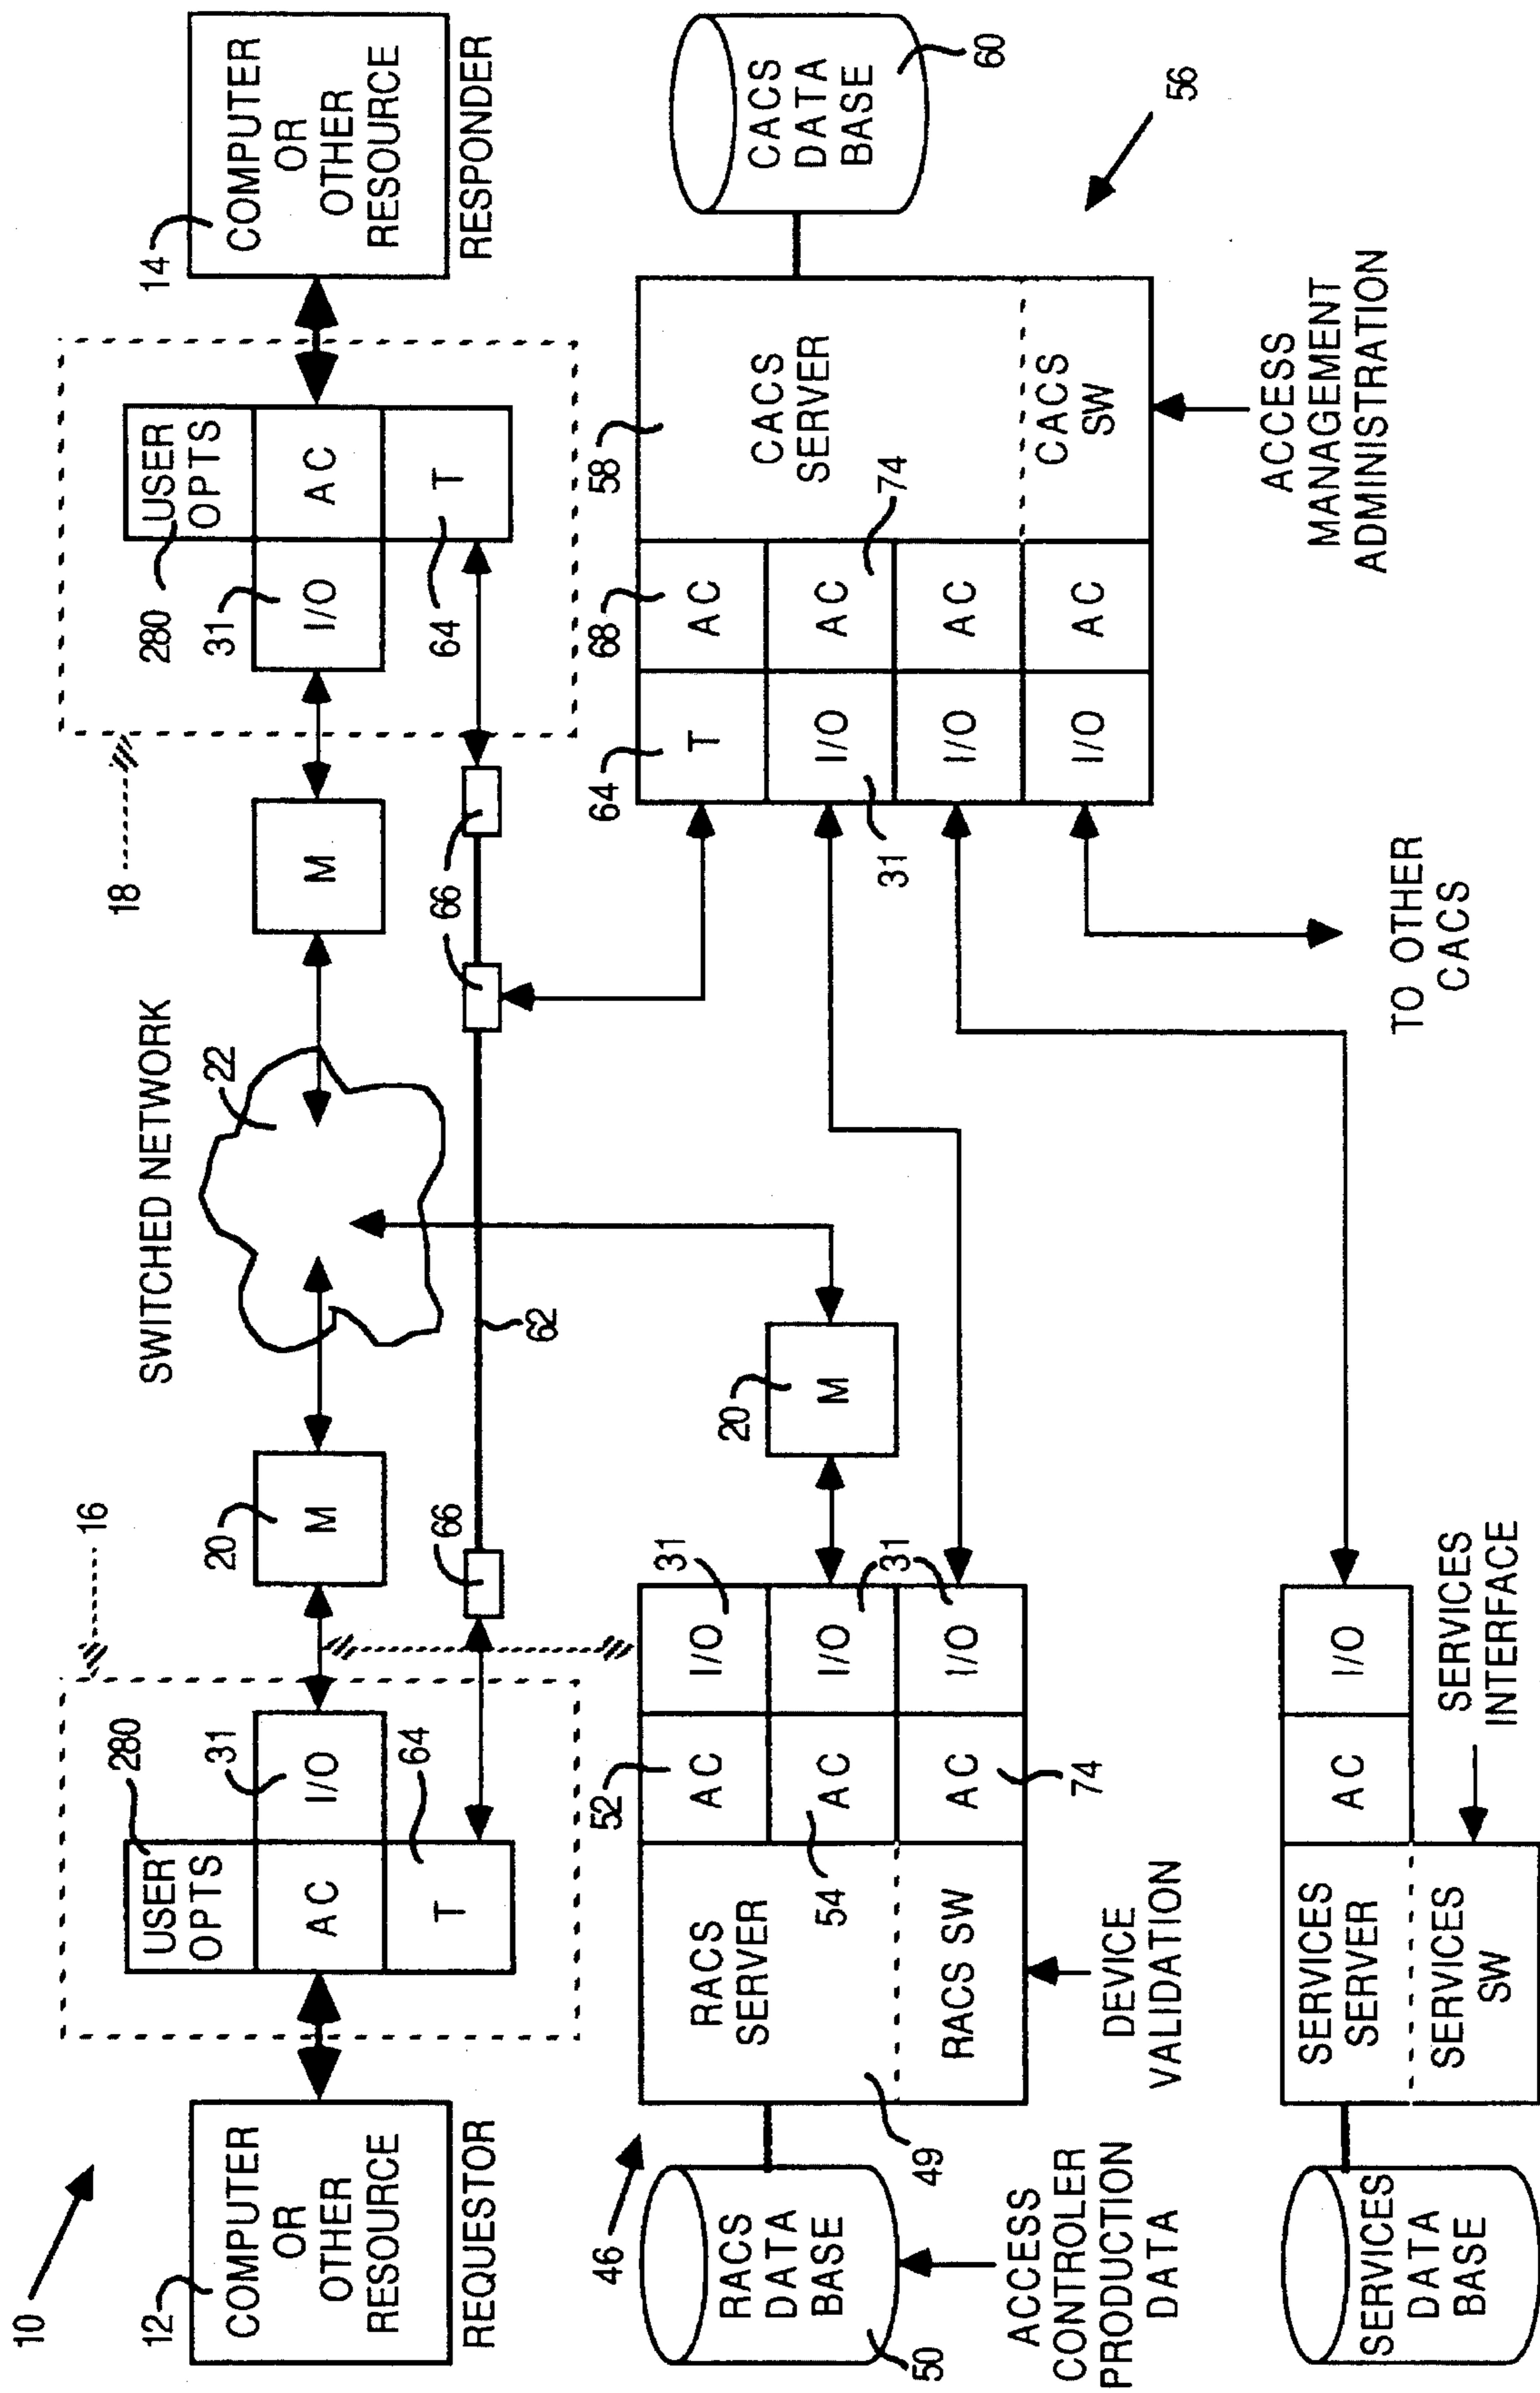 10
12
COMPUTER
OR
OTHER
RESOURCE
REQUESTOR
16
280
USER
OPTS
31
AC
I/O
T
64
20
M
66
SWITCHED NETWORK
22
62
66
18
M
280
USER
OPTS
31
I/O
AC
64
T
14
COMPUTER
OR
OTHER
RESOURCE
RESPONDER
46
RACS
DATA
BASE
50
ACCESS
CONTROLER
PRODUCTION
DATA
49
RACS
SERVER
RACS SW
DEVICE
VALIDATION
52
AC
I/O
31
54
AC
I/O
31
AC
I/O
74
20
M
64
T
68
AC
I/O
AC
74
31
I/O
AC
I/O
AC
58
CACS
SERVER
CACS
SW
CACS
DATA
BASE
60
56
ACCESS
MANAGEMENT
ADMINISTRATION
TO OTHER
CACS
SERVICES
DATA
BASE
SERVICES
SERVER
SERVICES
SW
AC
I/O
SERVICES
INTERFACE